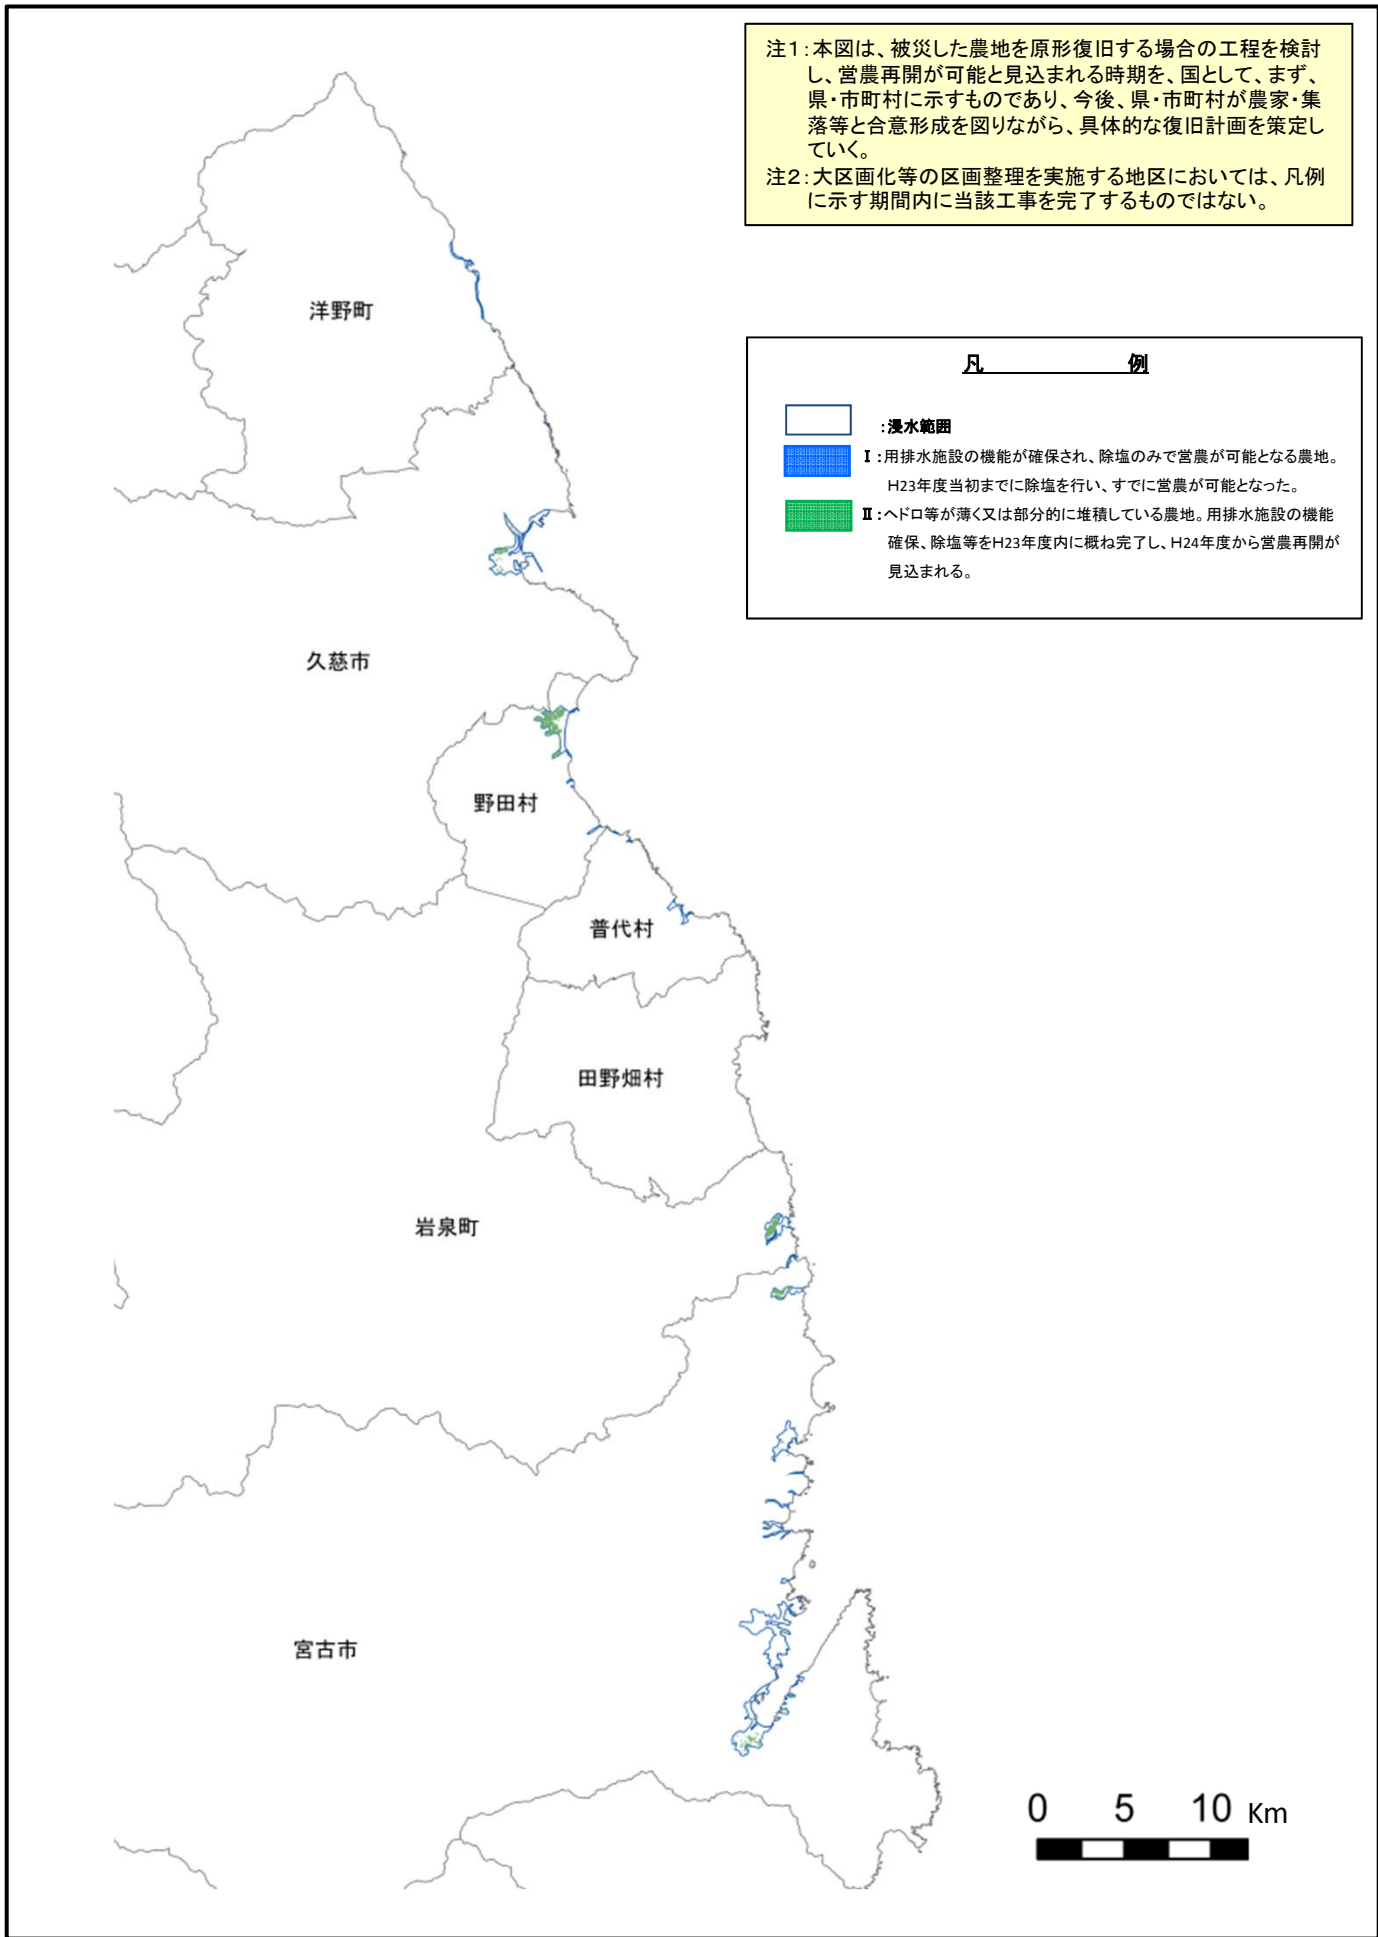 注1：本図は、被災した農地を原形復旧する場合の工程を検討
し、営農再開が可能と見込まれる時期を、国として、まず、
県・市町村に示すものであり、今後、県・市町村が農家・集
落等と合意形成を図りながら、具体的な復旧計画を策定し
ていく。
注2：大区画化等の区画整理を実施する地区においては、凡例
に示す期間内に当該工事を完了するものではない。
凡　例
：浸水範囲
Ⅰ：用排水施設の機能が確保され、除塩のみで営農が可能となる農地。
H23年度当初までに除塩を行い、すでに営農が可能となった。
Ⅱ：ヘドロ等が薄く又は部分的に堆積している農地。用排水施設の機能
確保、除塩等をH23年度内に概ね完了し、H24年度から営農再開が
見込まれる。
洋野町
久慈市
野田村
普代村
田野畑村
岩泉町
宮古市
0 5 10 Km